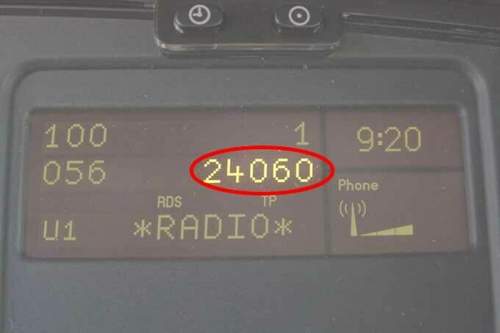 100 1 9:20
056 24060
Phone
RDS TP
U1 *RADIO*